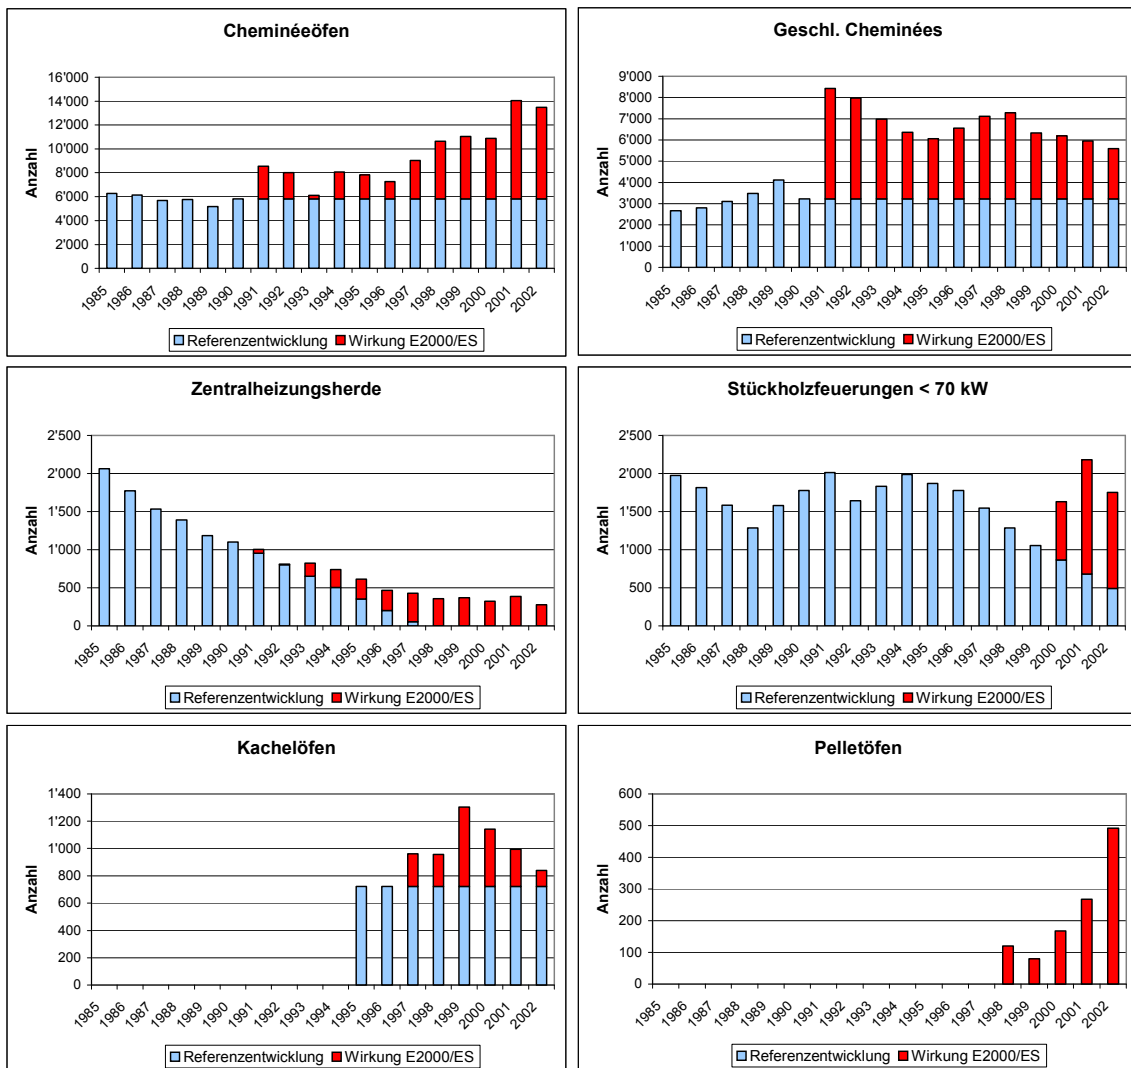 Cheminéeöfen
16'000
14'000
12'000
10'000
8'000
6'000
4'000
2'000
0
Anzahl
1985 1986 1987 1988 1989 1990 1991 1992 1993 1994 1995 1996 1997 1998 1999 2000 2001 2002
Referenzentwicklung Wirkung E2000/ES
Geschl. Cheminées
9'000
8'000
7'000
6'000
5'000
4'000
3'000
2'000
1'000
0
Anzahl
1985 1986 1987 1988 1989 1990 1991 1992 1993 1994 1995 1996 1997 1998 1999 2000 2001 2002
Referenzentwicklung Wirkung E2000/ES
Zentralheizungsherde
2'500
2'000
1'500
1'000
500
0
Anzahl
1985 1986 1987 1988 1989 1990 1991 1992 1993 1994 1995 1996 1997 1998 1999 2000 2001 2002
Referenzentwicklung Wirkung E2000/ES
Stückholzfeuerungen < 70 kW
2'500
2'000
1'500
1'000
500
0
Anzahl
1985 1986 1987 1988 1989 1990 1991 1992 1993 1994 1995 1996 1997 1998 1999 2000 2001 2002
Referenzentwicklung Wirkung E2000/ES
Kachelöfen
1'400
1'200
1'000
800
600
400
200
0
Anzahl
1985 1986 1987 1988 1989 1990 1991 1992 1993 1994 1995 1996 1997 1998 1999 2000 2001 2002
Referenzentwicklung Wirkung E2000/ES
Pelletöfen
600
500
400
300
200
100
0
Anzahl
1985 1986 1987 1988 1989 1990 1991 1992 1993 1994 1995 1996 1997 1998 1999 2000 2001 2002
Referenzentwicklung Wirkung E2000/ES